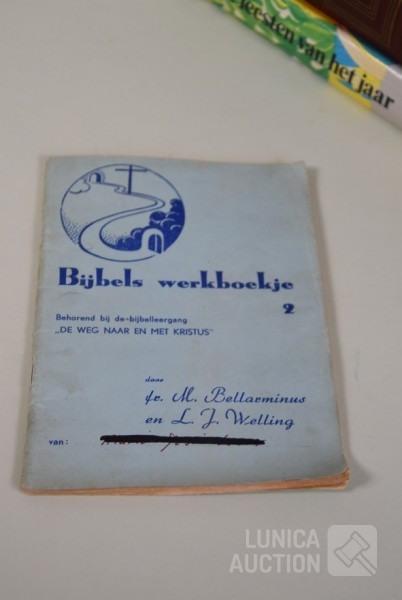 feesten van het jaar
Bijbels werkboekje
2
Behorend bij de bijbelleergang
„DE WEG NAAR EN MET KRISTUS"
door
fr. M. Bellarminus
en L. J. Welling
van:
LUNICA
AUCTION